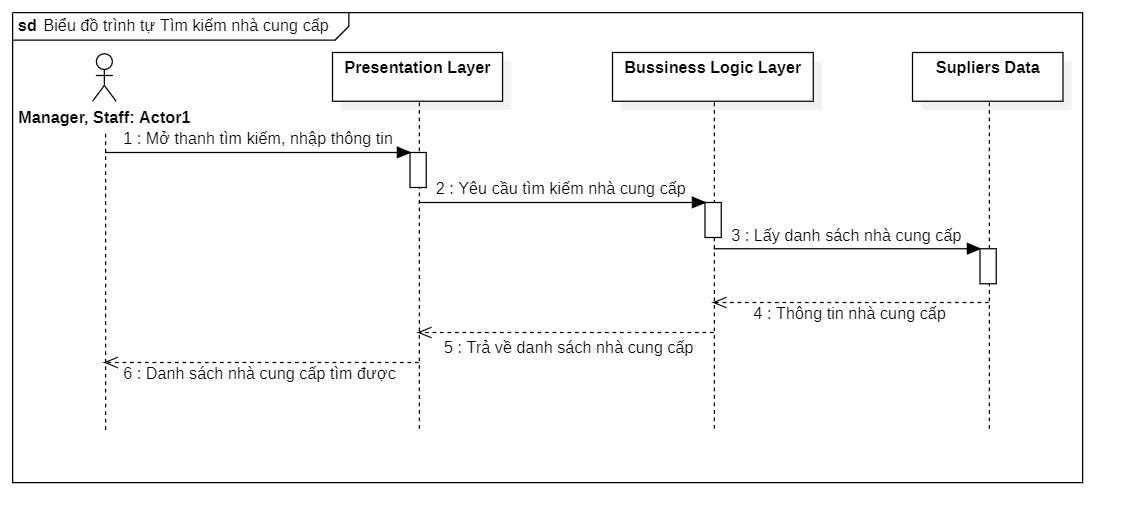 sd Biểu đồ trình tự Tìm kiếm nhà cung cấp
Presentation Layer
Bussiness Logic Layer
Supliers Data
Manager, Staff: Actor1
1 : Mở thanh tìm kiếm, nhập thông tin
2 : Yêu cầu tìm kiếm nhà cung cấp
3 : Lấy danh sách nhà cung cấp
4 : Thông tin nhà cung cấp
5 : Trả về danh sách nhà cung cấp
6 : Danh sách nhà cung cấp tìm được